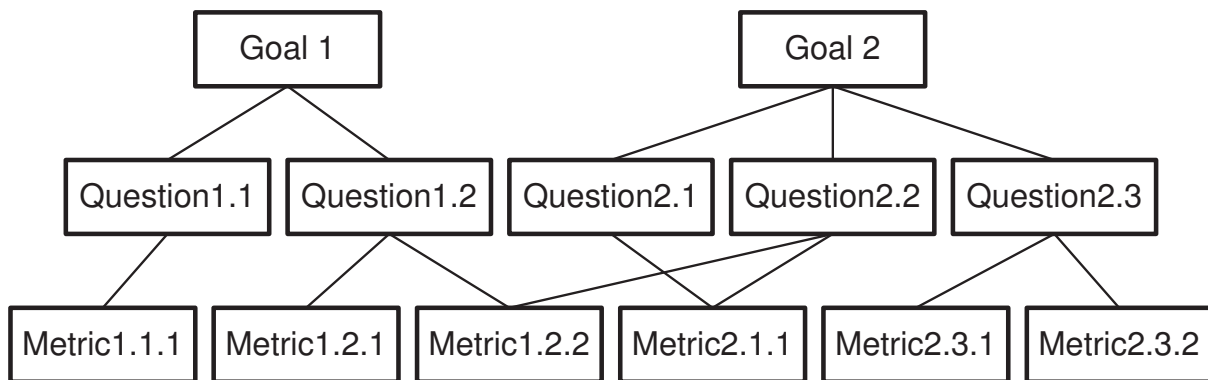 Goal 1
Goal 2
Question1.1
Question1.2
Question2.1
Question2.2
Question2.3
Metric1.1.1
Metric1.2.1
Metric1.2.2
Metric2.1.1
Metric2.3.1
Metric2.3.2